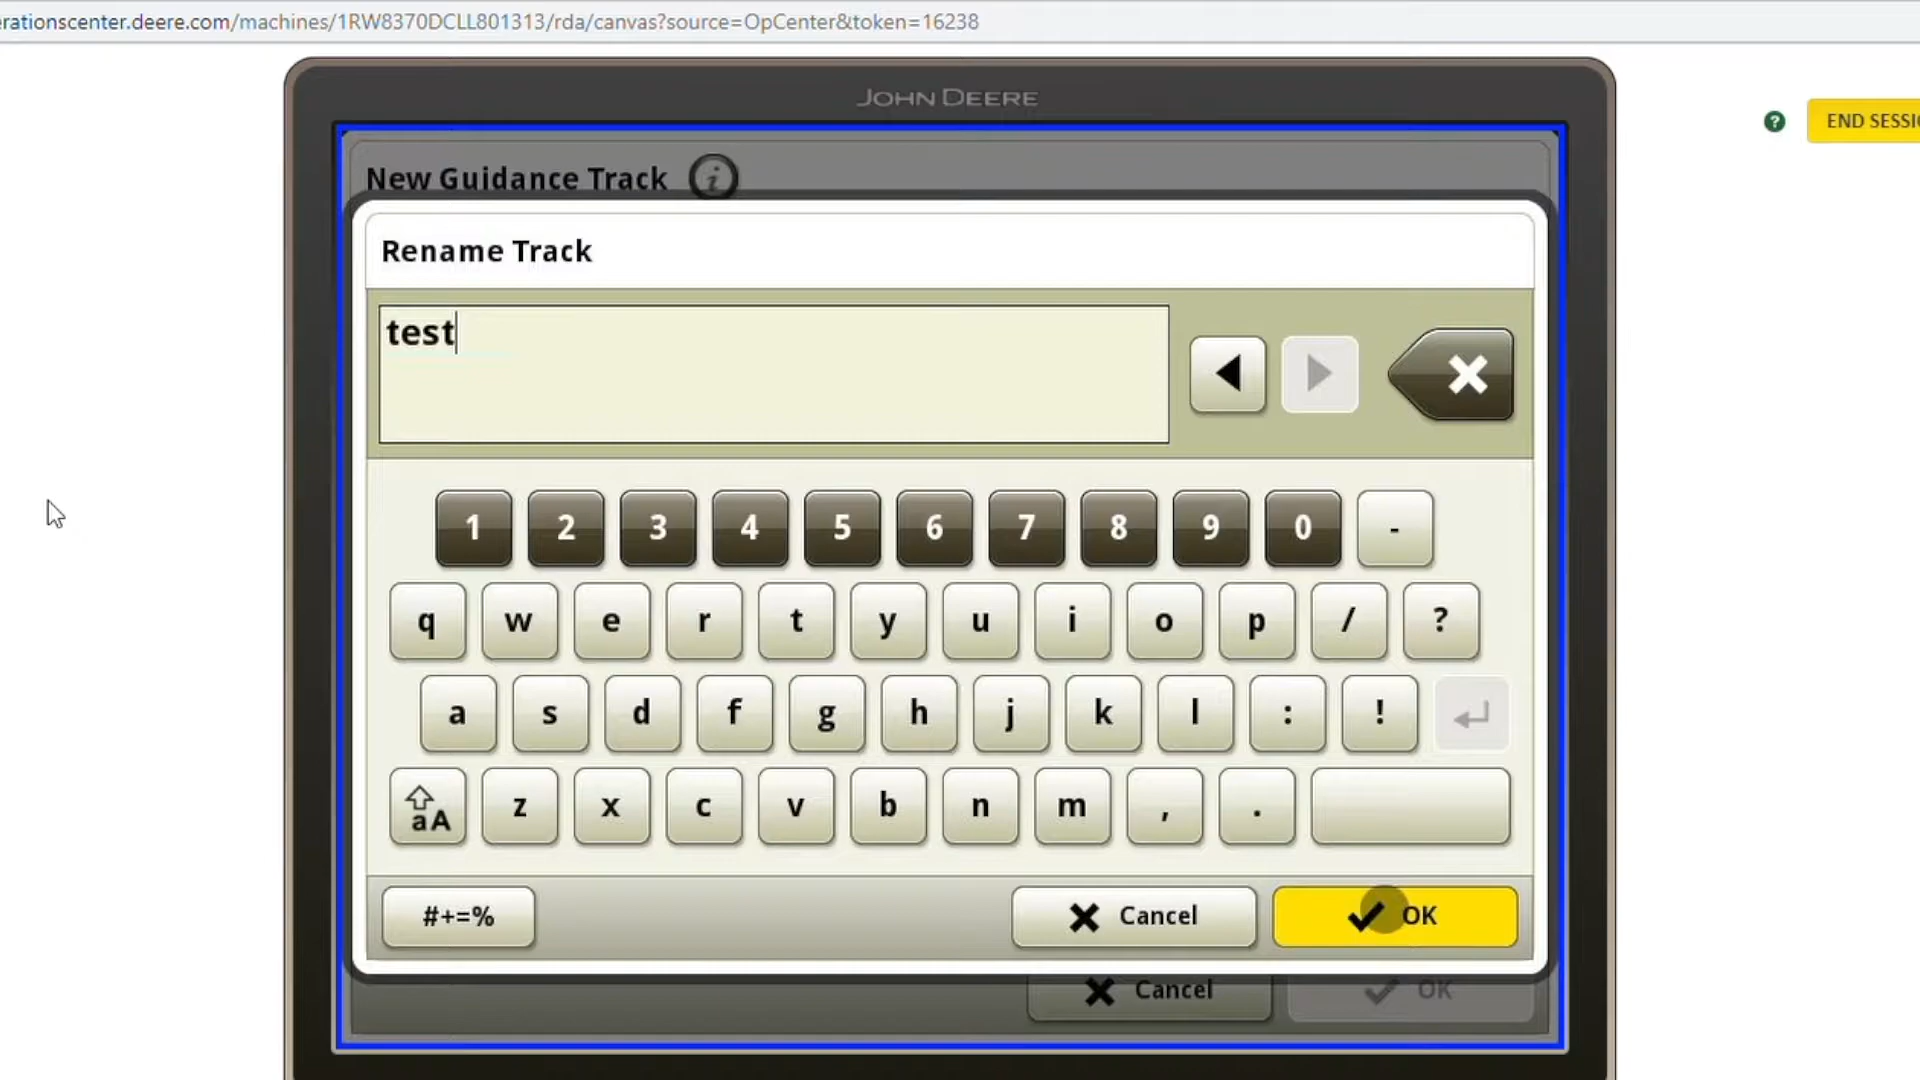 erationscenter.deere.com/machines/1RW8370DCLL801313/rda/canvas?source=OpCenter&token=16238
JOHN DEERE
? END SESSI
New Guidance Track i
Rename Track
test
1 2 3 4 5 6 7 8 9 0 -
q w e r t y u i o p / ?
a s d f g h j k l : !
aA z x c v b n m , .
#+=% Cancel OK
Cancel OK